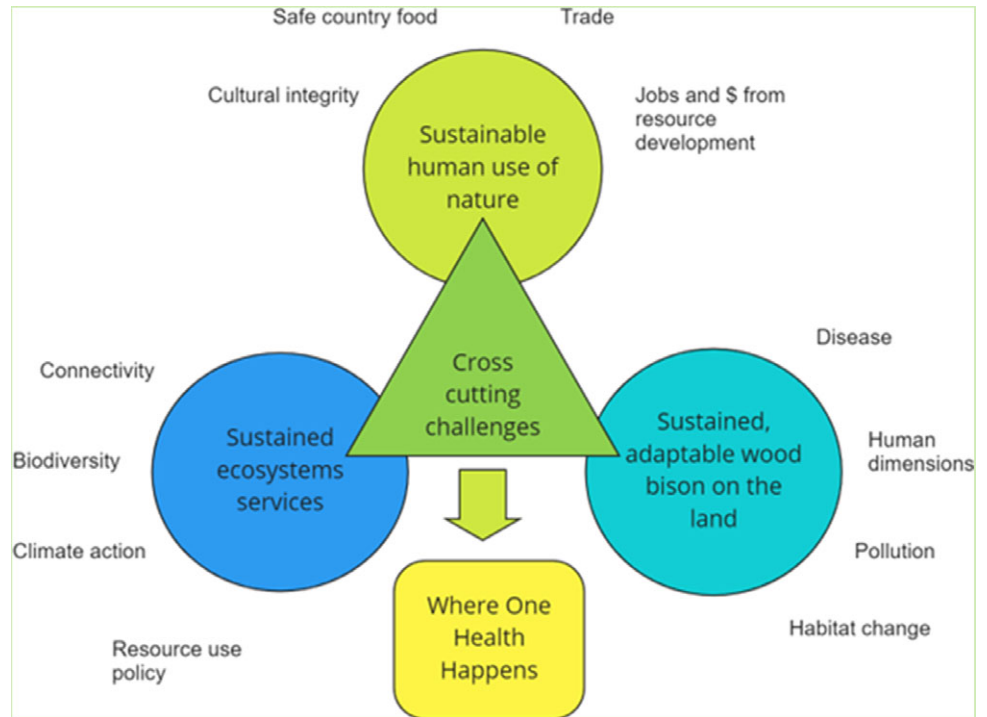 Safe country food
Trade
Cultural integrity
Jobs and $ from
resource
development
Sustainable
human use of
nature
Cross
cutting
challenges
Connectivity
Biodiversity
Climate action
Resource use
policy
Sustained
ecosystems
services
Sustained,
adaptable wood
bison on the
land
Disease
Human
dimensions
Pollution
Habitat change
Where One
Health
Happens